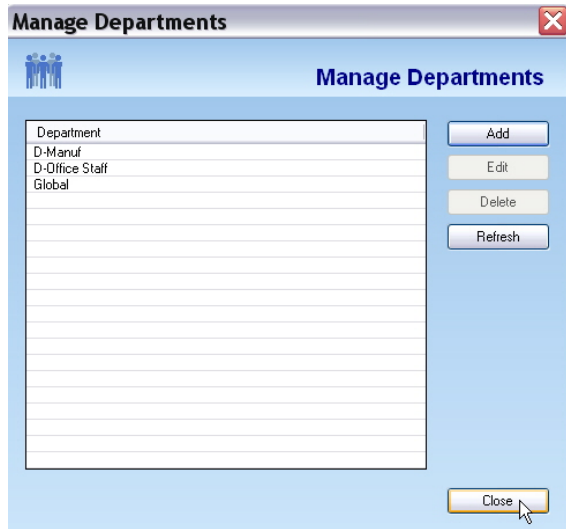 Manage Departments
Manage Departments
Department
D-Manuf
D-Office Staff
Global
Add
Edit
Delete
Refresh
Close